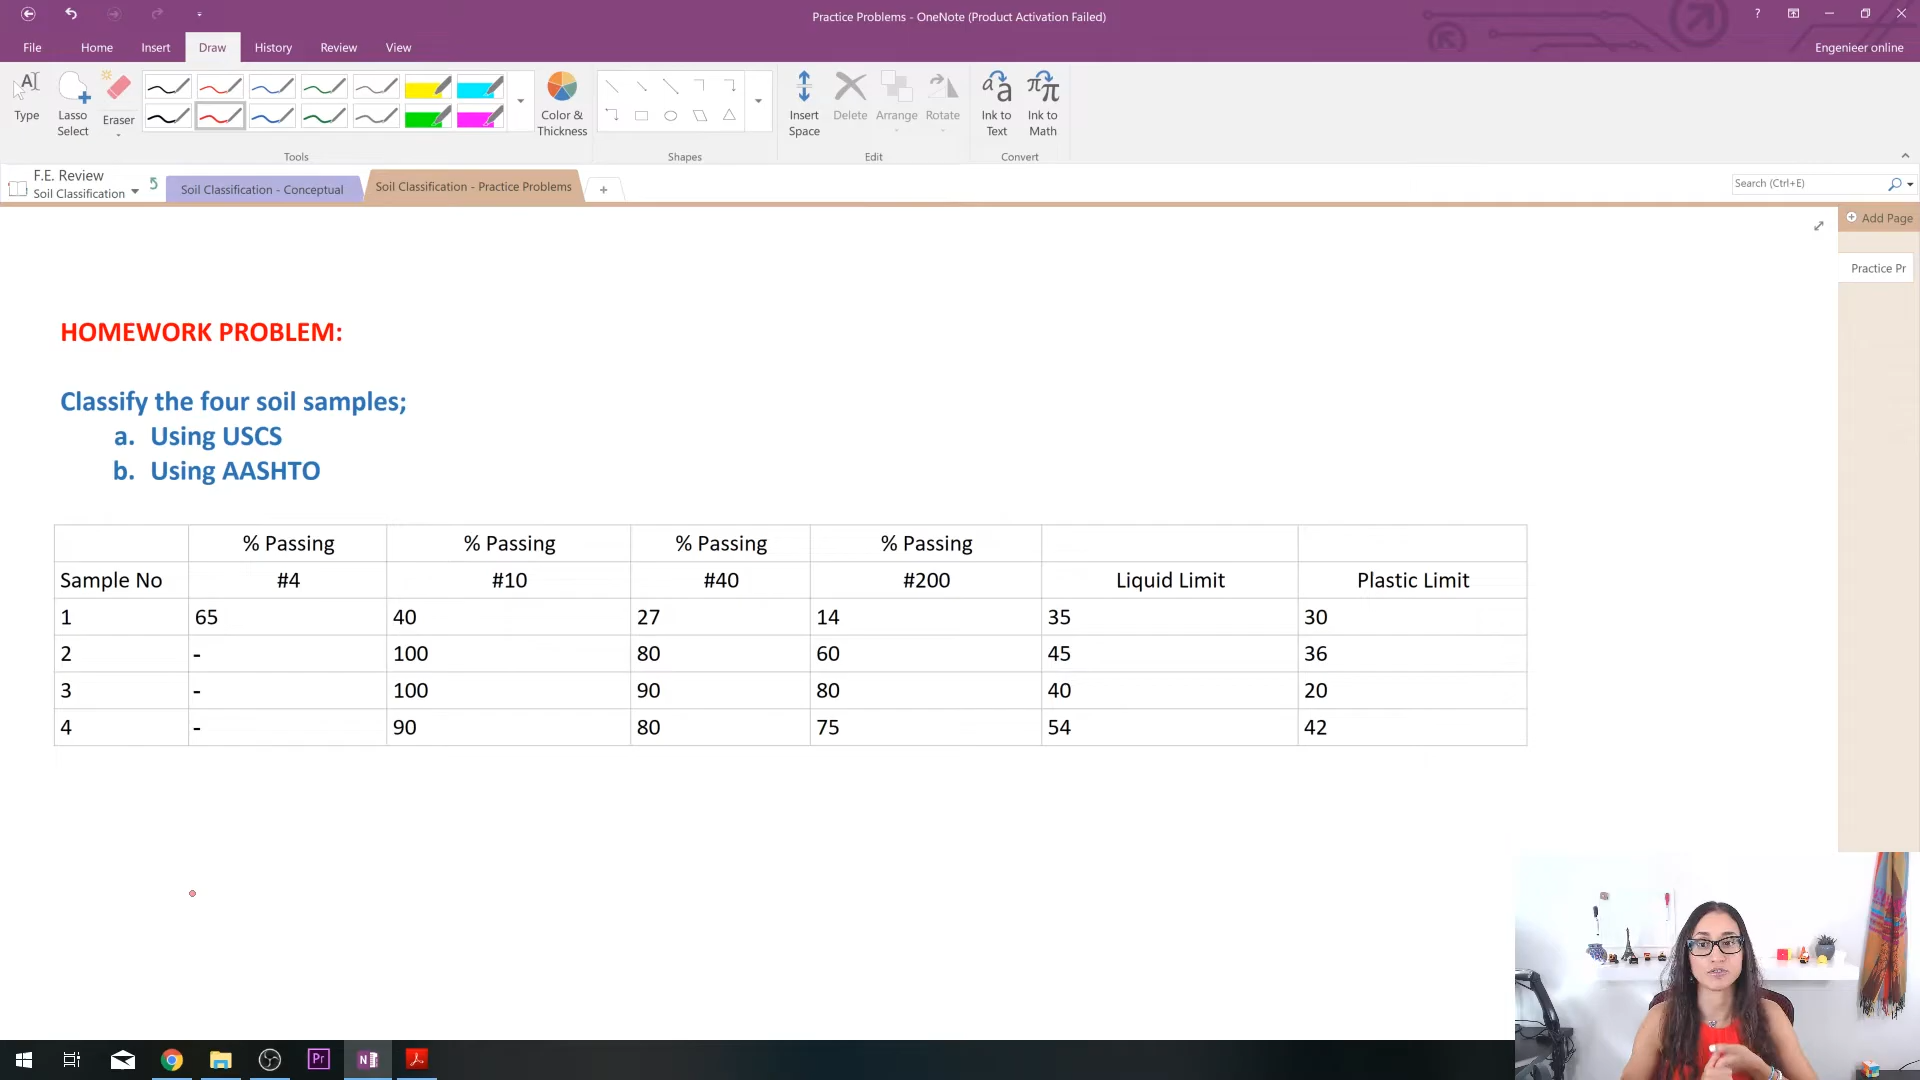 Practice Problems - OneNote (Product Activation Failed)
?
File Home Insert Draw History Review View
Engenieer online
Type
Lasso Select
Eraser
Color & Thickness
Insert Space
Delete
Arrange
Rotate
Ink to Text
Ink to Math
Tools
Shapes
Edit
Convert
F.E. Review
Soil Classification
Soil Classification - Conceptual
Soil Classification - Practice Problems
+
Search (Ctrl+E)
Add Page
Practice Pr
HOMEWORK PROBLEM:
Classify the four soil samples;
a. Using USCS
b. Using AASHTO
% Passing % Passing % Passing % Passing
Sample No #4 #10 #40 #200 Liquid Limit Plastic Limit
1 65 40 27 14 35 30
2 - 100 80 60 45 36
3 - 100 90 80 40 20
4 - 90 80 75 54 42
Pr
N